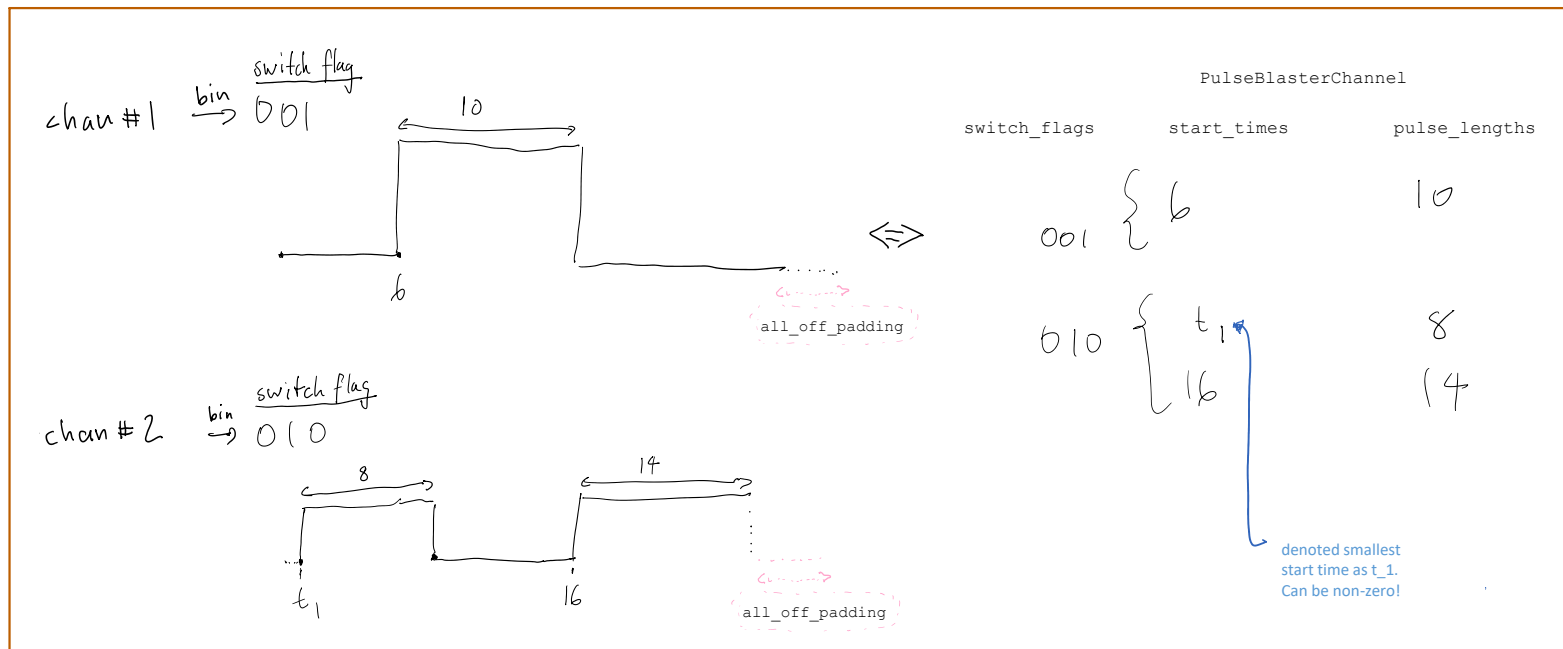 switch flag
chan #1 bin → 001
10
6
all_off_padding
switch flag
chan #2 bin → 010
8
14
t1
16
all_off_padding
⇔
PulseBlasterChannel
switch_flags start_times pulse_lengths
001 { 6 10
010 { t1 8
16 14
denoted smallest
start time as t_1.
Can be non-zero!